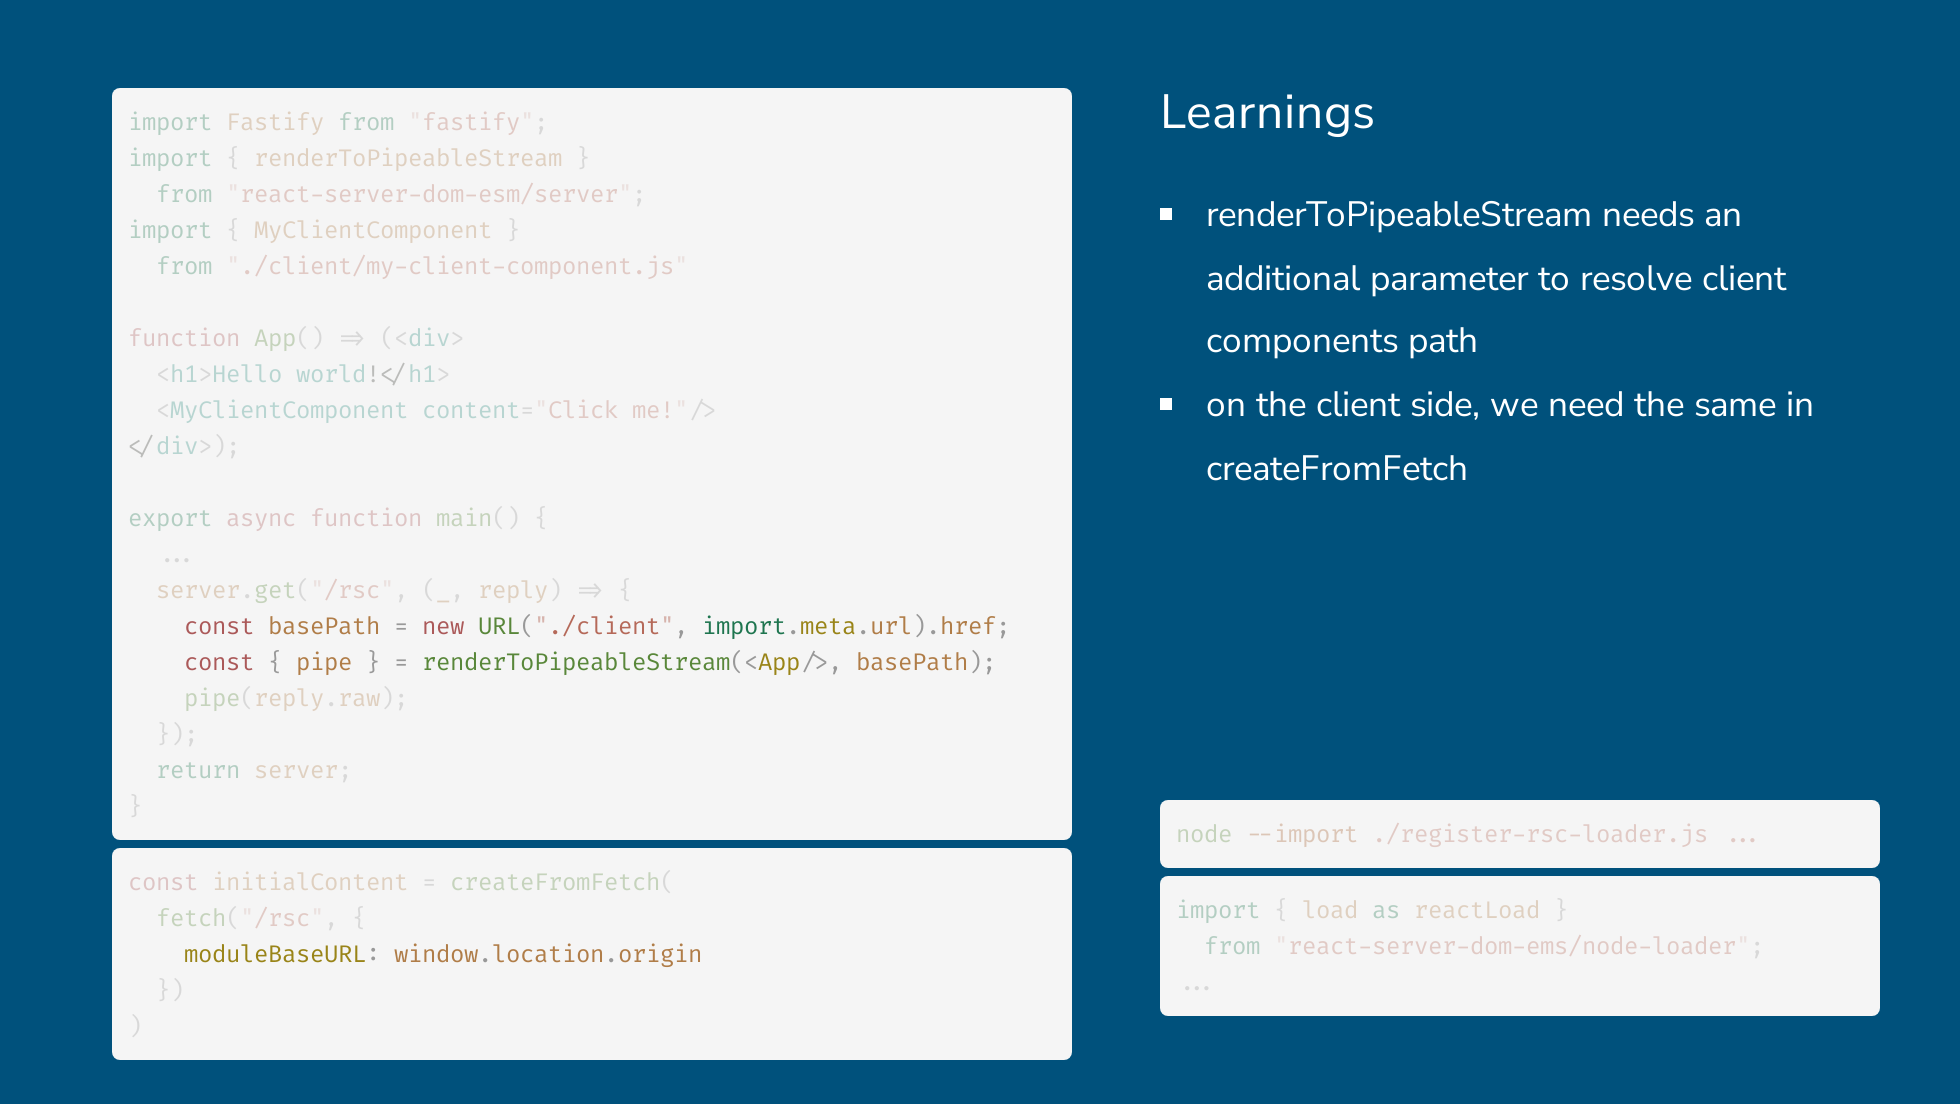 import Fastify from "fastify";
import { renderToPipeableStream }
  from "react-server-dom-esm/server";
import { MyClientComponent }
  from "./client/my-client-component.js"

function App() => (<div>
  <h1>Hello world!</h1>
  <MyClientComponent content="Click me!"/>
</div>);

export async function main() {
  ...
  server.get("/rsc", (_, reply) => {
    const basePath = new URL("./client", import.meta.url).href;
    const { pipe } = renderToPipeableStream(<App/>, basePath);
    pipe(reply.raw);
  });
  return server;
}
const initialContent = createFromFetch(
  fetch("/rsc", {
    moduleBaseURL: window.location.origin
  })
)
Learnings
▪ renderToPipeableStream needs an
additional parameter to resolve client
components path
▪ on the client side, we need the same in
createFromFetch
node --import ./register-rsc-loader.js ...
import { load as reactLoad }
  from "react-server-dom-ems/node-loader";
...